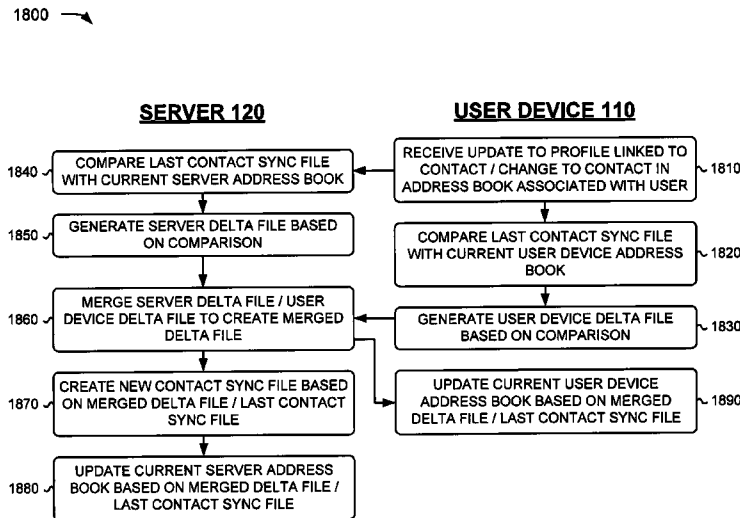 1800
SERVER 120
USER DEVICE 110
1840
COMPARE LAST CONTACT SYNC FILE
WITH CURRENT SERVER ADDRESS BOOK
RECEIVE UPDATE TO PROFILE LINKED TO
CONTACT / CHANGE TO CONTACT IN
ADDRESS BOOK ASSOCIATED WITH USER
1810
1850
GENERATE SERVER DELTA FILE BASED
ON COMPARISON
COMPARE LAST CONTACT SYNC FILE
WITH CURRENT USER DEVICE ADDRESS
BOOK
1820
1860
MERGE SERVER DELTA FILE / USER
DEVICE DELTA FILE TO CREATE MERGED
DELTA FILE
GENERATE USER DEVICE DELTA FILE
BASED ON COMPARISON
1830
1870
CREATE NEW CONTACT SYNC FILE BASED
ON MERGED DELTA FILE / LAST CONTACT
SYNC FILE
UPDATE CURRENT USER DEVICE
ADDRESS BOOK BASED ON MERGED
DELTA FILE / LAST CONTACT SYNC FILE
1890
1880
UPDATE CURRENT SERVER ADDRESS
BOOK BASED ON MERGED DELTA FILE /
LAST CONTACT SYNC FILE